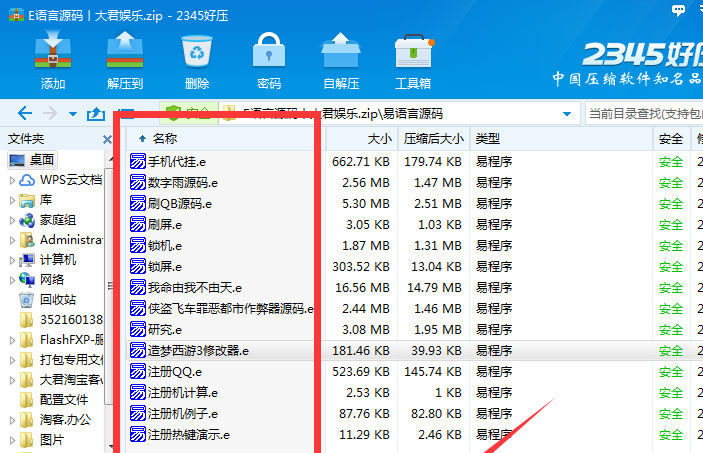 E语言源码 | 大君娱乐.zip - 2345好压
添加 解压到 删除 密码 自解压 工具箱
2345好压
中国压缩软件知名品
君娱乐.zip\易语言源码 当前目录查找(支持包
文件夹 名称 大小 压缩后大小 类型 安全
桌面 手机代挂.e 662.71 KB 179.74 KB 易程序 安全 2
WPS云文档 数字雨源码.e 2.56 MB 1.47 MB 易程序 安全 2
库 刷QB源码.e 5.30 MB 2.51 MB 易程序 安全 2
家庭组 刷屏.e 3.05 KB 1.03 KB 易程序 安全 2
Administrat 锁机.e 1.87 MB 1.31 MB 易程序 安全 2
计算机 锁屏.e 303.52 KB 13.04 KB 易程序 安全 2
网络 我命由我不由天.e 16.56 MB 14.79 MB 易程序 安全 2
回收站 侠盗飞车罪恶都市作弊器源码.e 2.44 MB 1.46 MB 易程序 安全 2
352160138 研究.e 3.08 MB 1.95 MB 易程序 安全 2
FlashFXP-服 造梦西游3修改器.e 181.46 KB 39.93 KB 易程序 安全 2
打包专用文件 注册QQ.e 523.69 KB 145.74 KB 易程序 安全 2
大君淘宝客w 注册机计算.e 2.53 KB 1 KB 易程序 安全 2
配置文件 注册机例子.e 87.76 KB 82.80 KB 易程序 安全 2
淘客.办公 注册热键演示.e 11.29 KB 2.46 KB 易程序 安全 2
图片